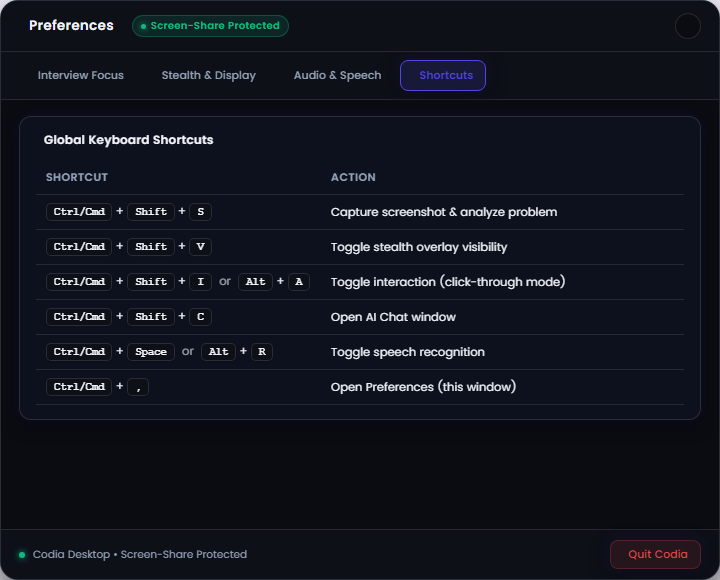 Preferences Screen-Share Protected
Interview Focus Stealth & Display Audio & Speech Shortcuts
Global Keyboard Shortcuts
SHORTCUT ACTION
Ctrl/Cmd + Shift + S Capture screenshot & analyze problem
Ctrl/Cmd + Shift + V Toggle stealth overlay visibility
Ctrl/Cmd + Shift + I or Alt + A Toggle interaction (click-through mode)
Ctrl/Cmd + Shift + C Open AI Chat window
Ctrl/Cmd + Space or Alt + R Toggle speech recognition
Ctrl/Cmd + , Open Preferences (this window)
Codia Desktop • Screen-Share Protected Quit Codia